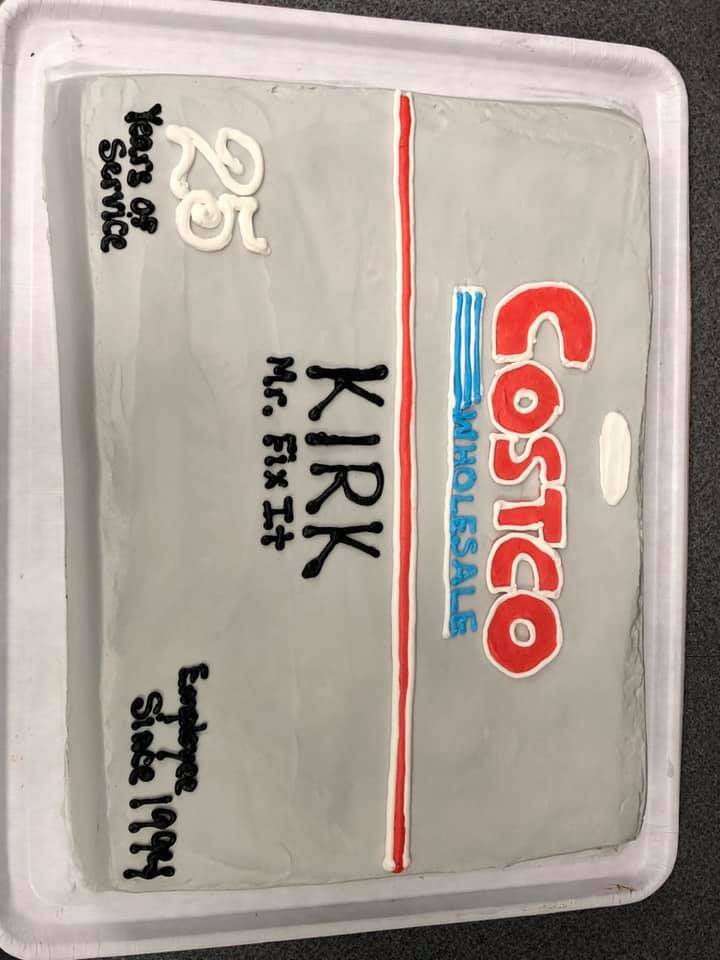 COSTCO
WHOLESALE
KIRK
Mr. Fix It
25
Years of
Service
Employee
Since 1994